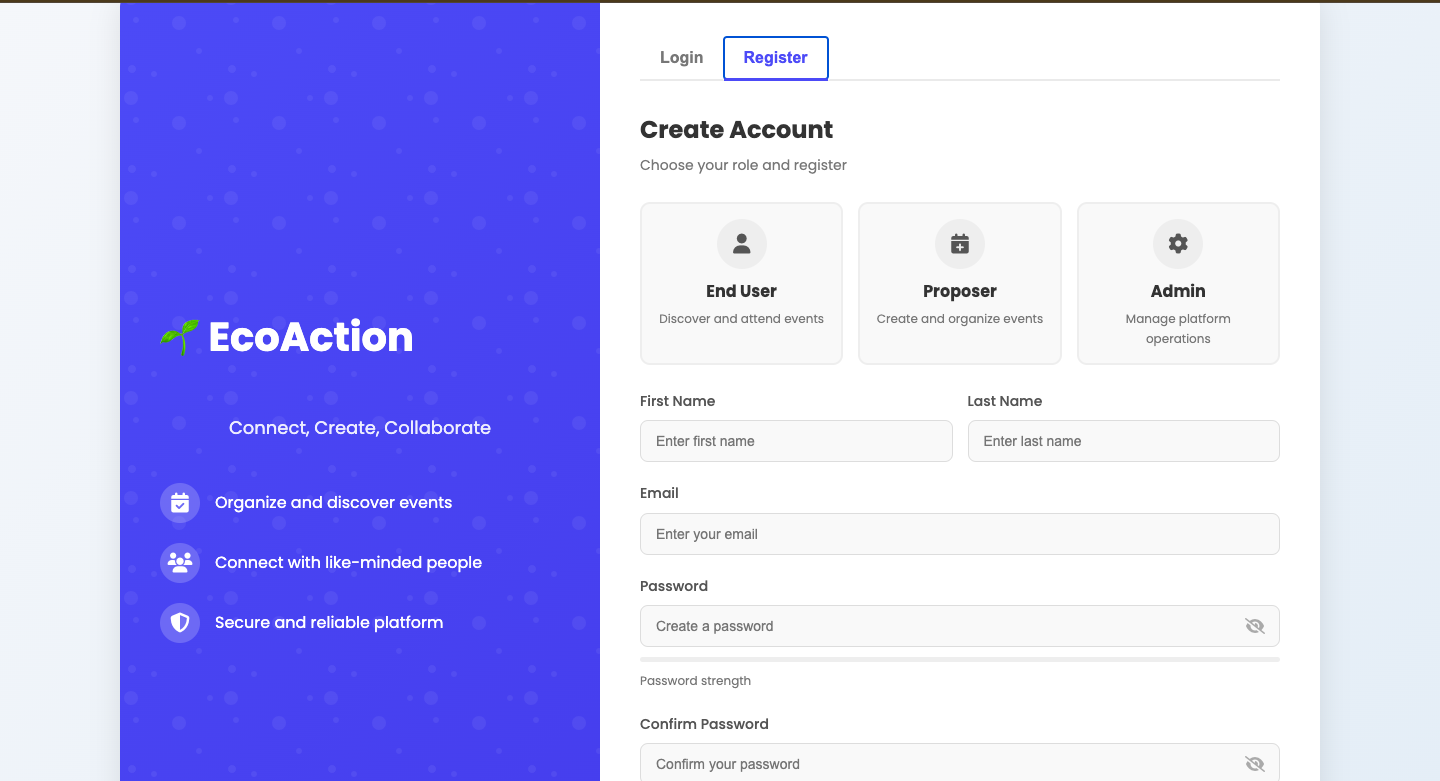 EcoAction
Connect, Create, Collaborate
Organize and discover events
Connect with like-minded people
Secure and reliable platform
Login
Register
Create Account
Choose your role and register
End User
Discover and attend events
Proposer
Create and organize events
Admin
Manage platform
operations
First Name
Last Name
Enter first name
Enter last name
Email
Enter your email
Password
Create a password
Password strength
Confirm Password
Confirm your password